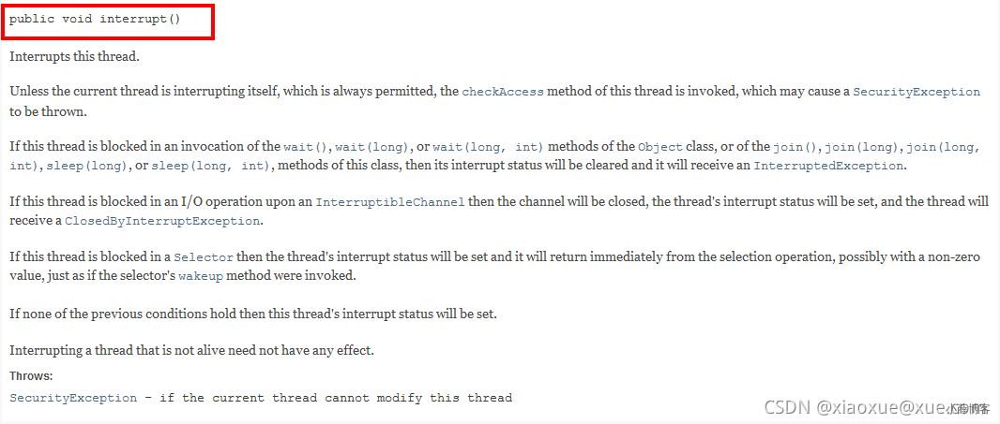 public void interrupt()
Interrupts this thread.
Unless the current thread is interrupting itself, which is always permitted, the checkAccess method of this thread is invoked, which may cause a SecurityException
to be thrown.
If this thread is blocked in an invocation of the wait(), wait(long), or wait(long, int) methods of the Object class, or of the join(), join(long), join(long,
int), sleep(long), or sleep(long, int), methods of this class, then its interrupt status will be cleared and it will receive an InterruptedException.
If this thread is blocked in an I/O operation upon an InterruptibleChannel then the channel will be closed, the thread's interrupt status will be set, and the thread will
receive a ClosedByInterruptException.
If this thread is blocked in a Selector then the thread's interrupt status will be set and it will return immediately from the selection operation, possibly with a non-zero
value, just as if the selector's wakeup method were invoked.
If none of the previous conditions hold then this thread's interrupt status will be set.
Interrupting a thread that is not alive need not have any effect.
Throws:
SecurityException - if the current thread cannot modify this thread
CSDN @xiaoxue@xue